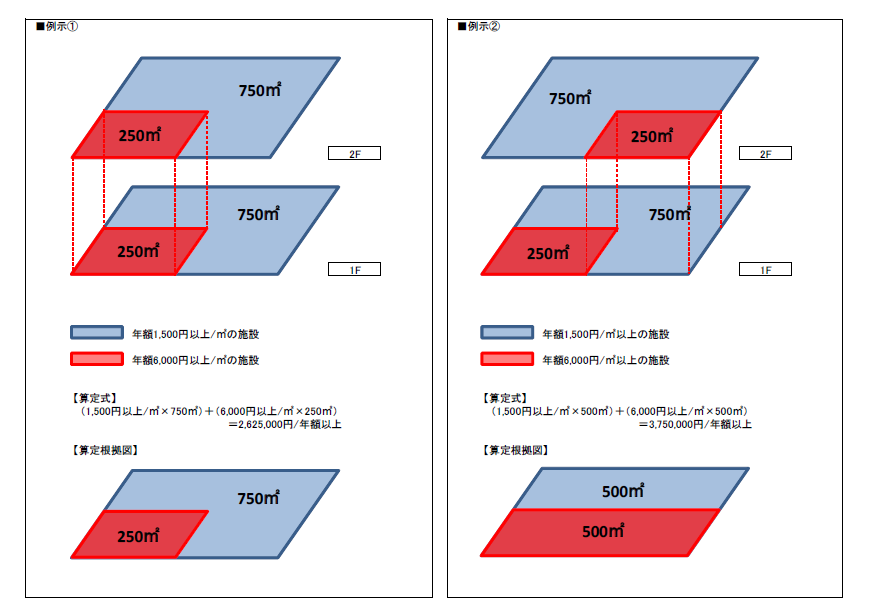 ■例示①
750㎡
250㎡
2F
750㎡
250㎡
1F
年額1,500円以上/㎡の施設
年額6,000円以上/㎡の施設
【算定式】
（1,500円以上/㎡×750㎡）＋（6,000円以上/㎡×250㎡）
＝2,625,000円/年額以上
【算定根拠図】
750㎡
250㎡
■例示②
750㎡
250㎡
2F
750㎡
250㎡
1F
年額1,500円/㎡以上の施設
年額6,000円/㎡以上の施設
【算定式】
（1,500円以上/㎡×500㎡）＋（6,000円以上/㎡×500㎡）
＝3,750,000円/年額以上
【算定根拠図】
500㎡
500㎡